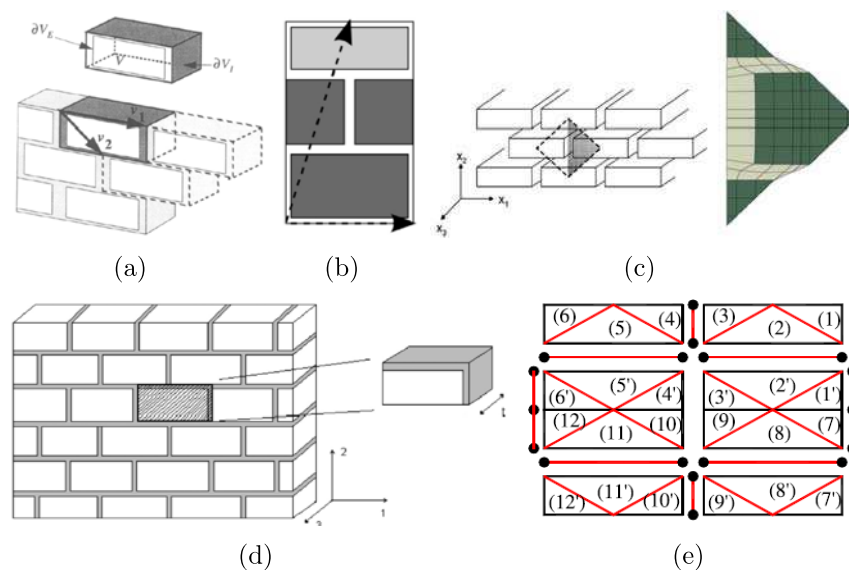 ∂V_E
V
∂V_I
v_1
v_2
x_2
x_1
x_3
(a)
(b)
(c)
2
1
3
t
(6)
(4)
(3)
(1)
(5)
(2)
(5')
(2')
(6')
(4')
(3')
(1')
(12)
(10)
(9)
(7)
(11)
(8)
(11')
(8')
(12')
(10')
(9')
(7')
(d)
(e)